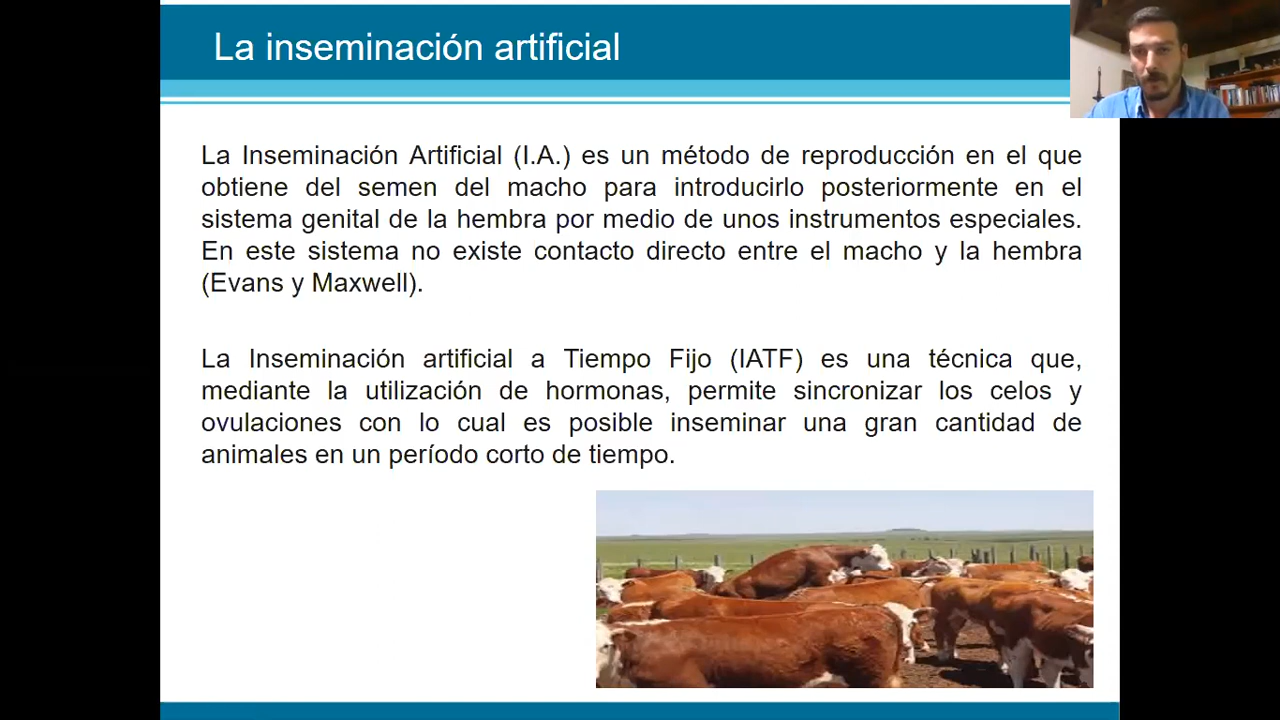 La inseminación artificial
La Inseminación Artificial (I.A.) es un método de reproducción en el que
obtiene del semen del macho para introducirlo posteriormente en el
sistema genital de la hembra por medio de unos instrumentos especiales.
En este sistema no existe contacto directo entre el macho y la hembra
(Evans y Maxwell).
La Inseminación artificial a Tiempo Fijo (IATF) es una técnica que,
mediante la utilización de hormonas, permite sincronizar los celos y
ovulaciones con lo cual es posible inseminar una gran cantidad de
animales en un período corto de tiempo.